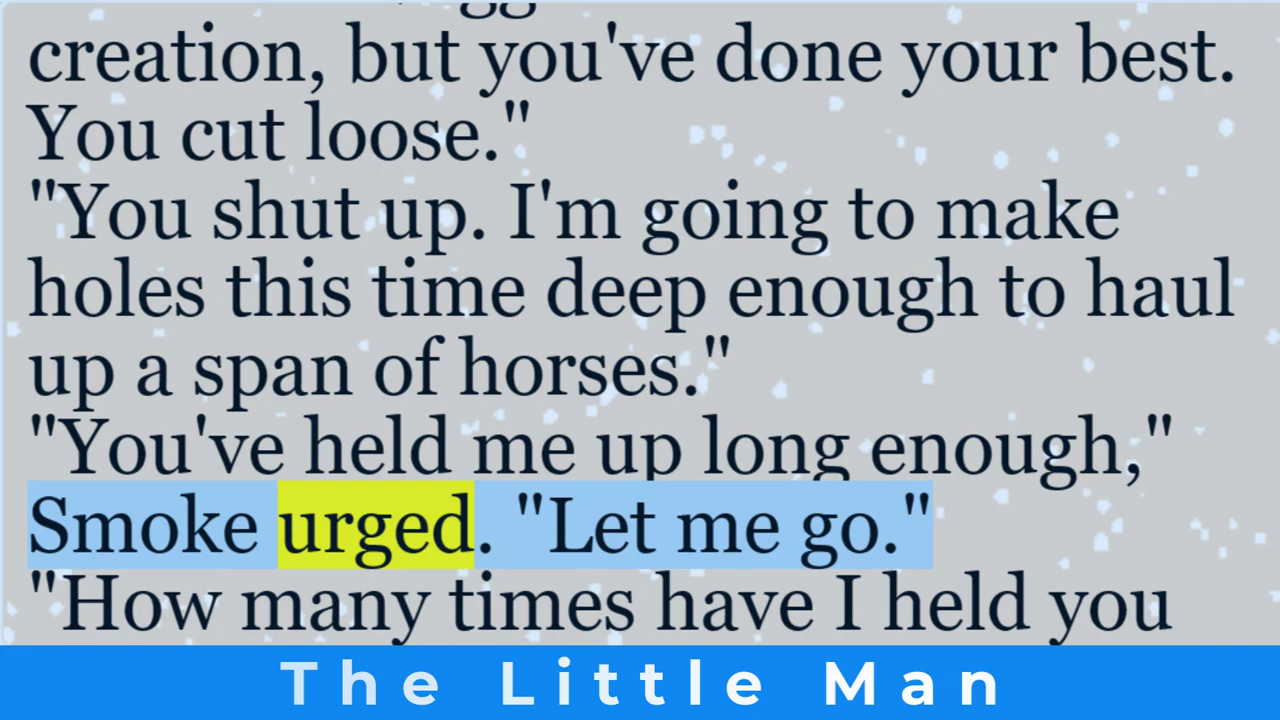 creation, but you've done your best.
You cut loose."
"You shut up. I'm going to make
holes this time deep enough to haul
up a span of horses."
"You've held me up long enough,"
Smoke urged. "Let me go."
"How many times have I held you
The Little Man